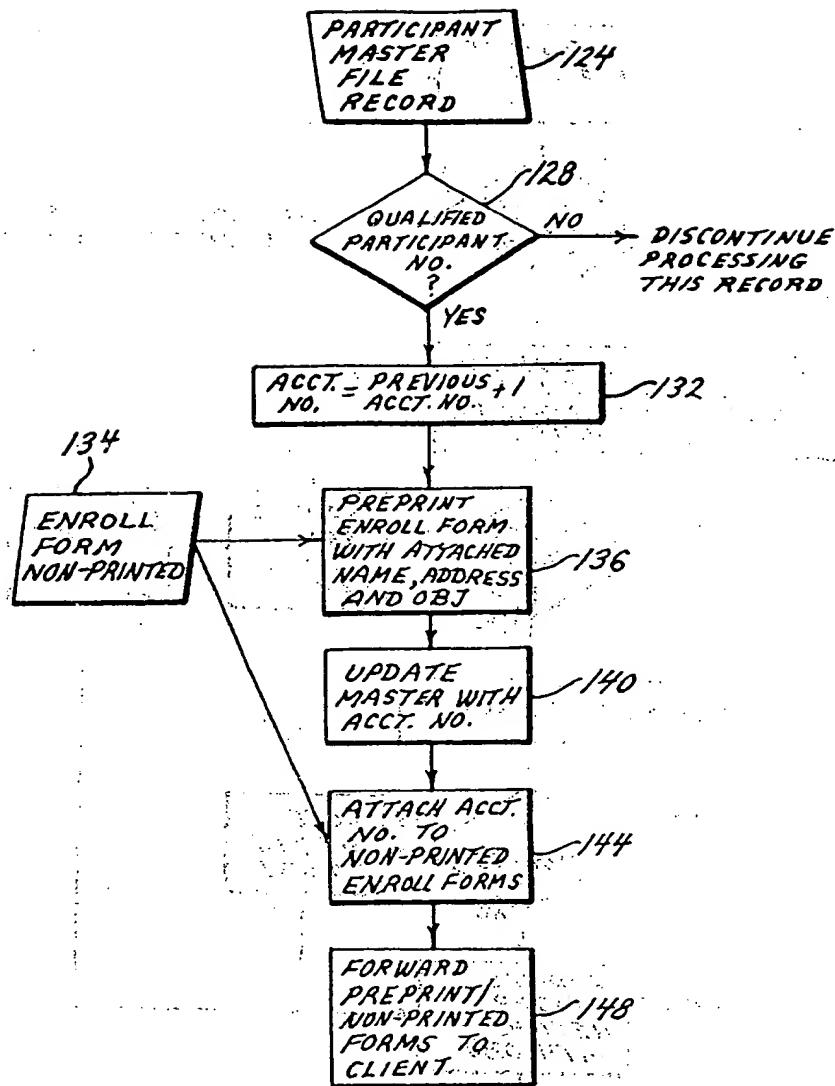 PARTICIPANT
MASTER
FILE
RECORD
124
128
QUALIFIED
PARTICIPANT
NO.
?
NO
DISCONTINUE
PROCESSING
THIS RECORD
YES
ACCT. NO. = PREVIOUS ACCT. NO. + 1
132
134
ENROLL
FORM
NON-PRINTED
PREPRINT
ENROLL FORM
WITH ATTACHED
NAME, ADDRESS
AND OBJ
136
UPDATE
MASTER WITH
ACCT. NO.
140
ATTACH ACCT.
NO. TO
NON-PRINTED
ENROLL FORMS
144
FORWARD
PREPRINT/
NON-PRINTED
FORMS TO
CLIENT
148